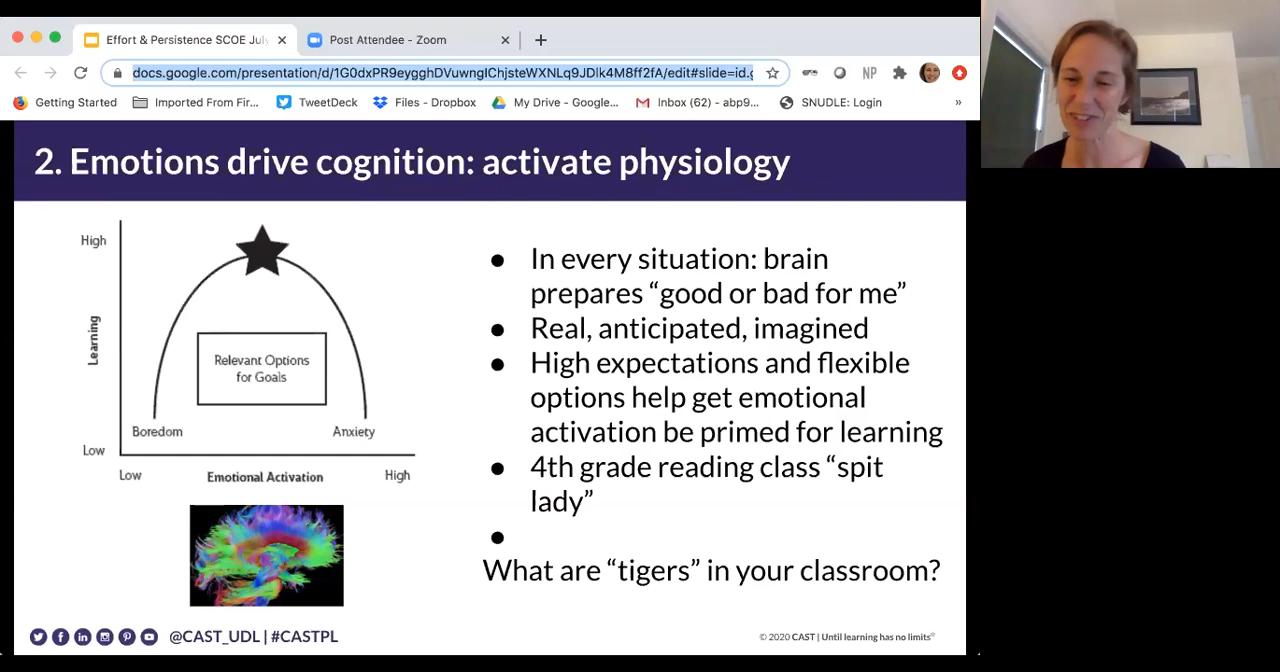 Effort & Persistence SCOE July
Post Attendee - Zoom
docs.google.com/presentation/d/1G0dxPR9eygghDVuwngIChjsteWXNLq9JDlk4M8ff2fA/edit#slide=id.g
NP
Getting Started
Imported From Fir...
TweetDeck
Files - Dropbox
My Drive - Google...
Inbox (62) - abp9...
SNUDLE: Login
»
2. Emotions drive cognition: activate physiology
High
Learning
Low
Relevant Options
for Goals
Boredom
Anxiety
Low
Emotional Activation
High
● In every situation: brain
prepares “good or bad for me”
● Real, anticipated, imagined
● High expectations and flexible
options help get emotional
activation be primed for learning
● 4th grade reading class “spit
lady”
●
What are “tigers” in your classroom?
@CAST_UDL | #CASTPL
© 2020 CAST | Until learning has no limits®